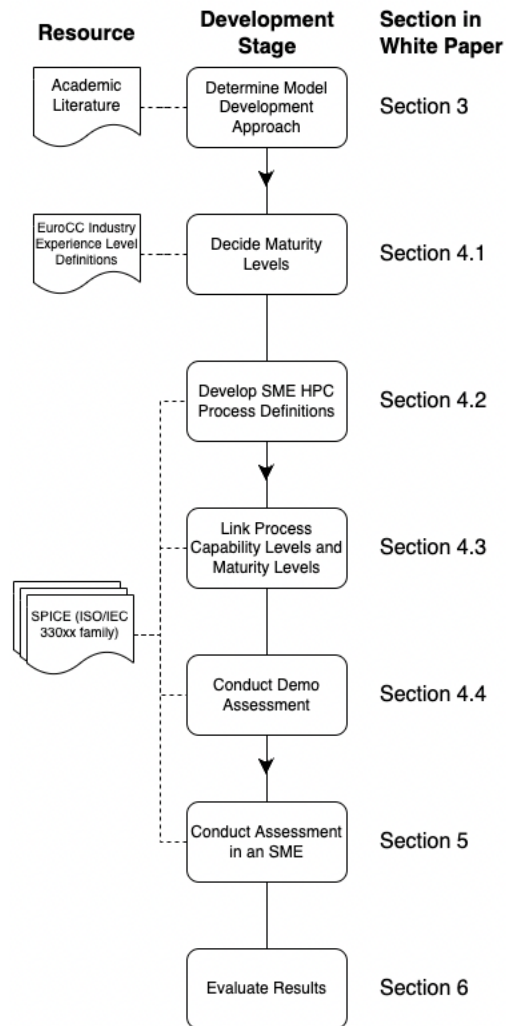 Resource
Development
Stage
Section in
White Paper
Academic
Literature
Determine Model
Development
Approach
Section 3
EuroCC Industry
Experience Level
Definitions
Decide Maturity
Levels
Section 4.1
Develop SME HPC
Process Definitions
Section 4.2
Link Process
Capability Levels and
Maturity Levels
Section 4.3
SPICE (ISO/IEC
330xx family)
Conduct Demo
Assessment
Section 4.4
Conduct Assessment
in an SME
Section 5
Evaluate Results
Section 6